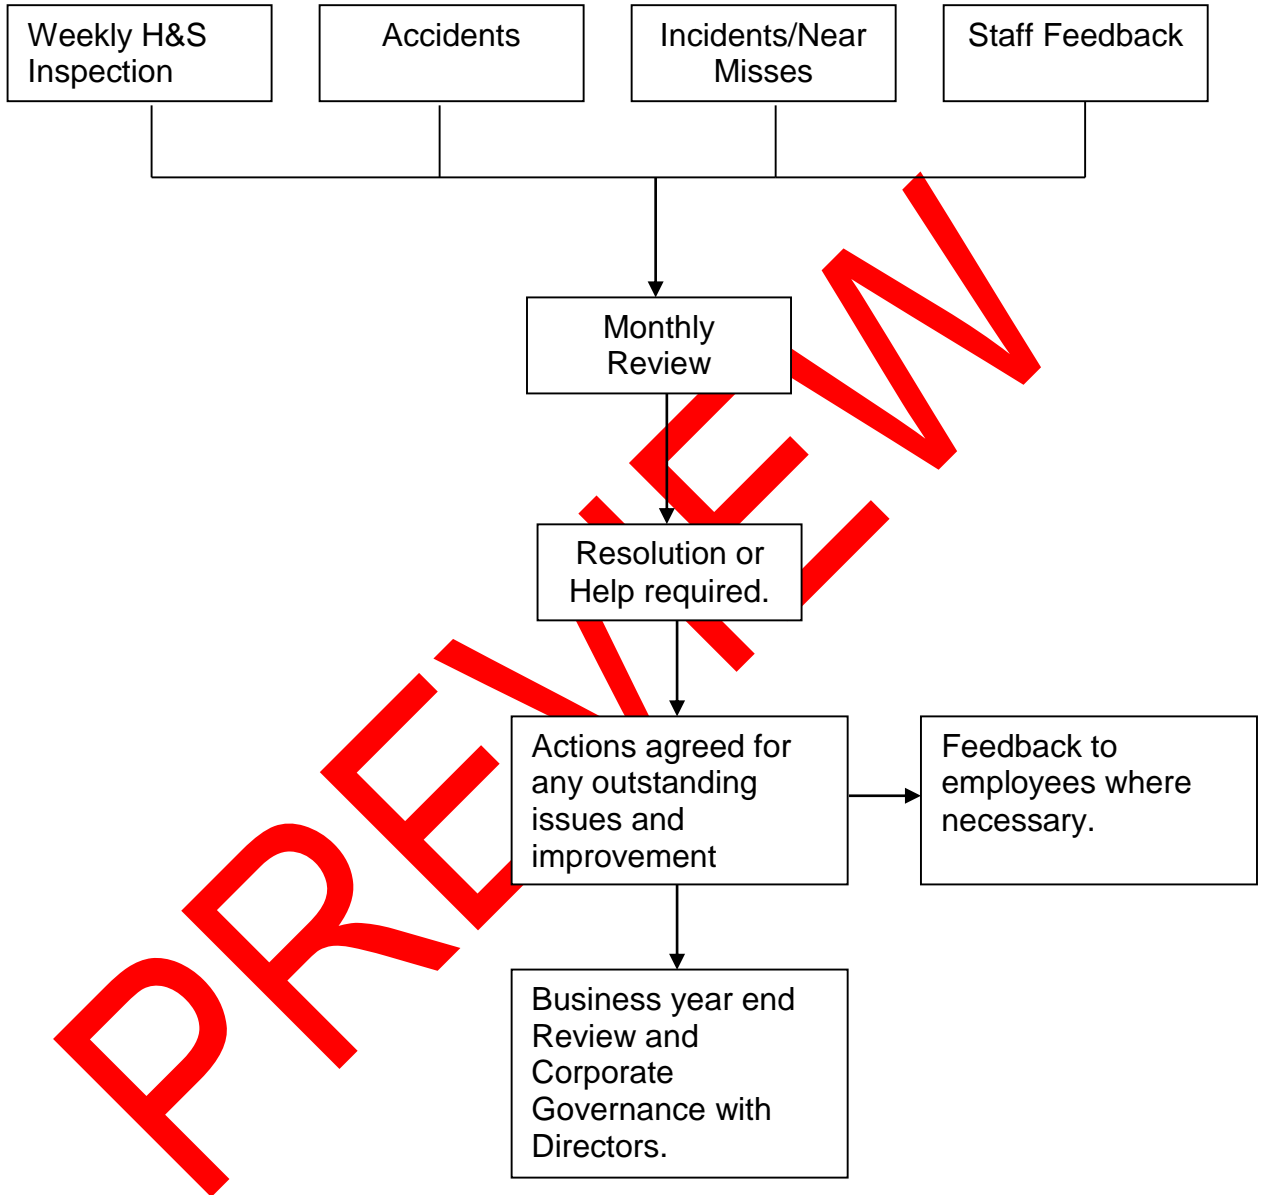 Weekly H&S
Inspection
Accidents
Incidents/Near
Misses
Staff Feedback
Monthly
Review
Resolution or
Help required.
Actions agreed for
any outstanding
issues and
improvement
Feedback to
employees where
necessary.
Business year end
Review and
Corporate
Governance with
Directors.
PREVIEW